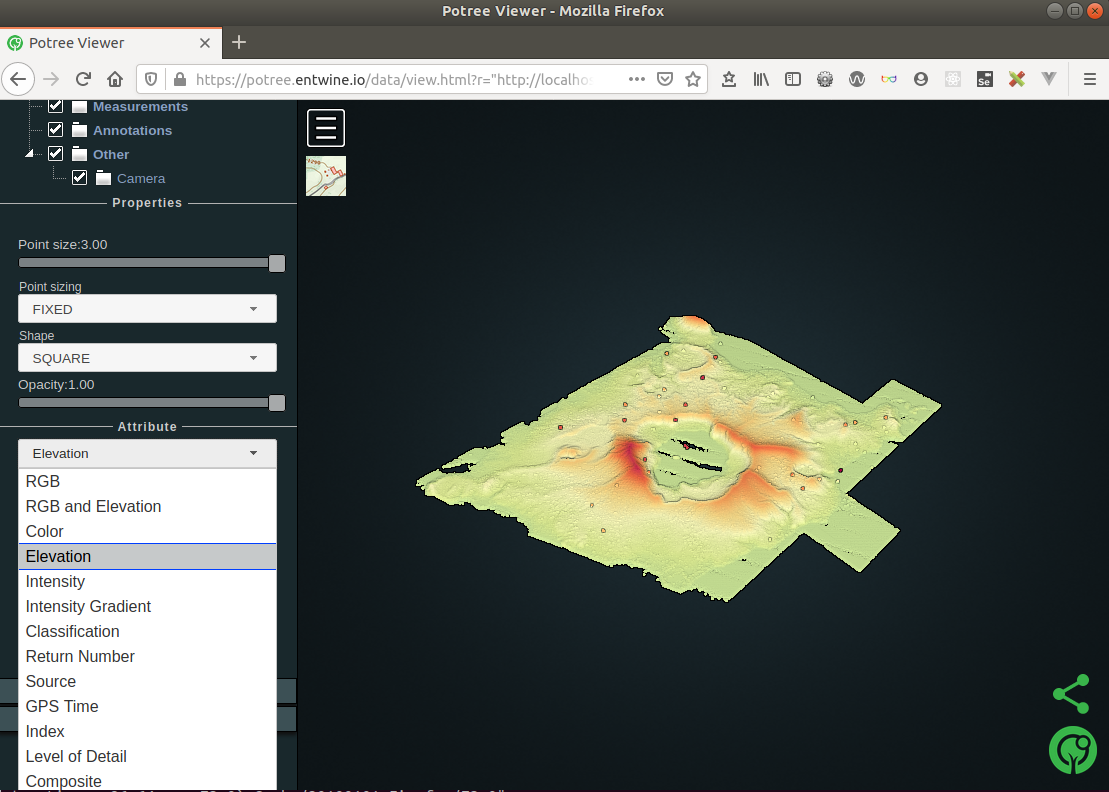 Potree Viewer - Mozilla Firefox
Potree Viewer
https://potree.entwine.io/data/view.html?r="http://localhos
Measurements
Annotations
Other
Camera
Properties
Point size:3.00
Point sizing
FIXED
Shape
SQUARE
Opacity:1.00
Attribute
Elevation
RGB
RGB and Elevation
Color
Elevation
Intensity
Intensity Gradient
Classification
Return Number
Source
GPS Time
Index
Level of Detail
Composite